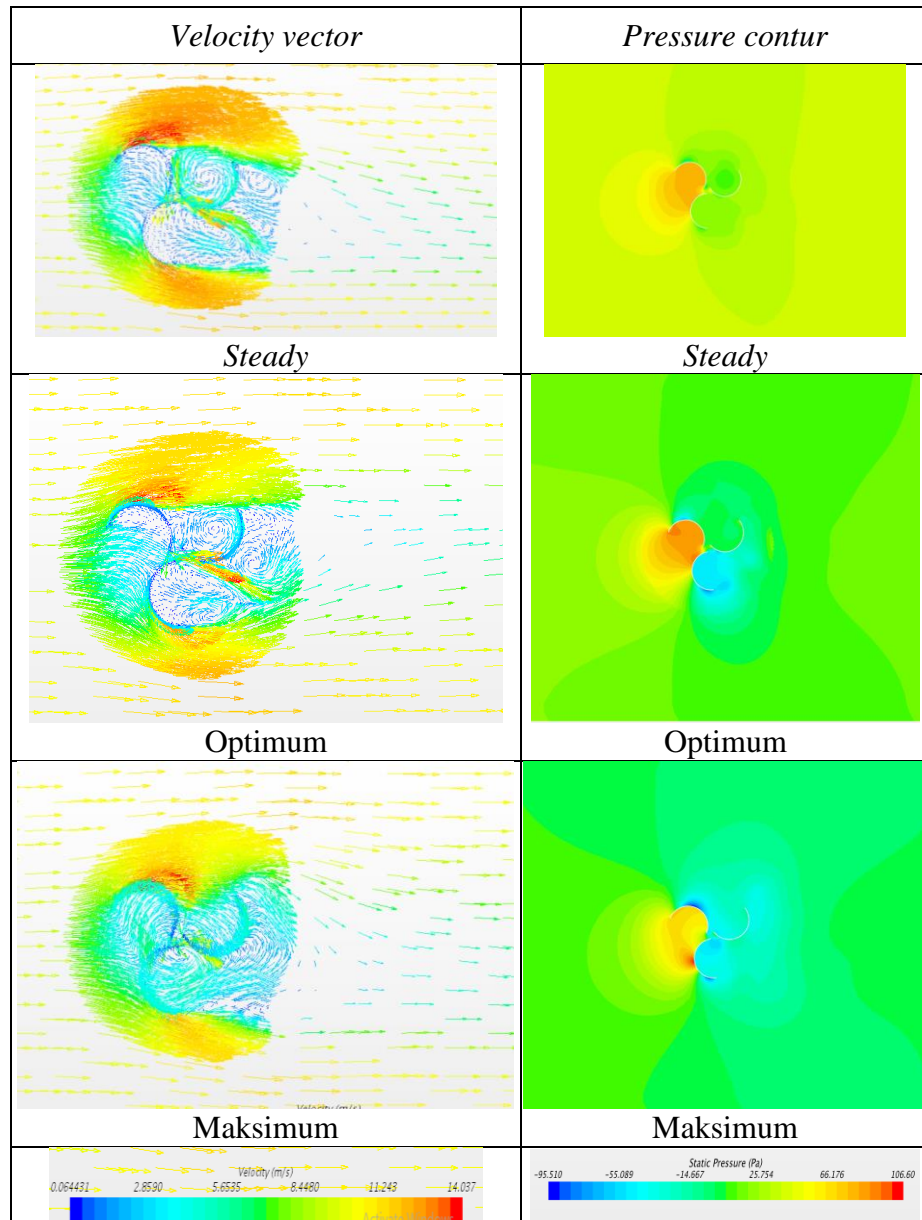 Velocity vector Pressure contur
Steady Steady
Optimum Optimum
Velocity (m/s)
Maksimum Maksimum
Velocity (m/s) Static Pressure (Pa)
0.064431 2.8590 5.6535 8.4480 11.243 14.037 -95.510 -55.089 -14.667 25.754 66.176 106.60